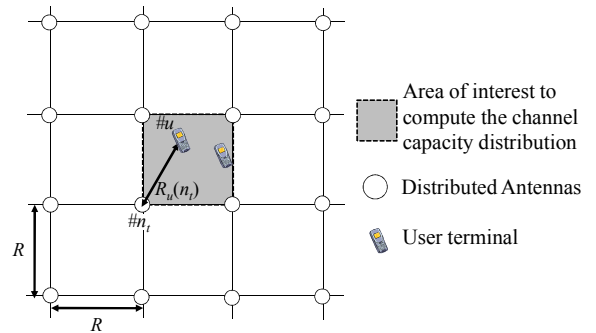 #u
R_u(n_t)
#n_t
R
R
Area of interest to
compute the channel
capacity distribution
Distributed Antennas
User terminal